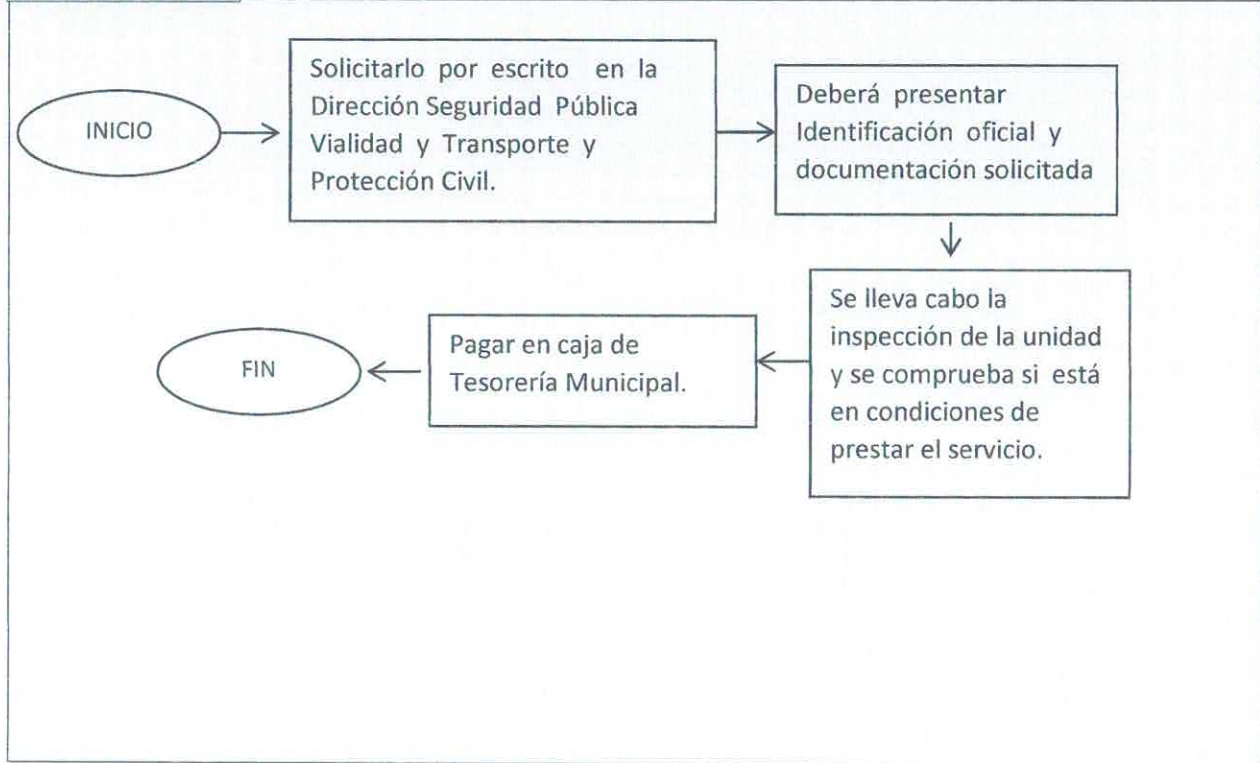 INICIO
Solicitarlo por escrito en la
Dirección Seguridad Pública
Vialidad y Transporte y
Protección Civil.
Deberá presentar
Identificación oficial y
documentación solicitada
Se lleva cabo la
inspección de la unidad
y se comprueba si está
en condiciones de
prestar el servicio.
Pagar en caja de
Tesorería Municipal.
FIN